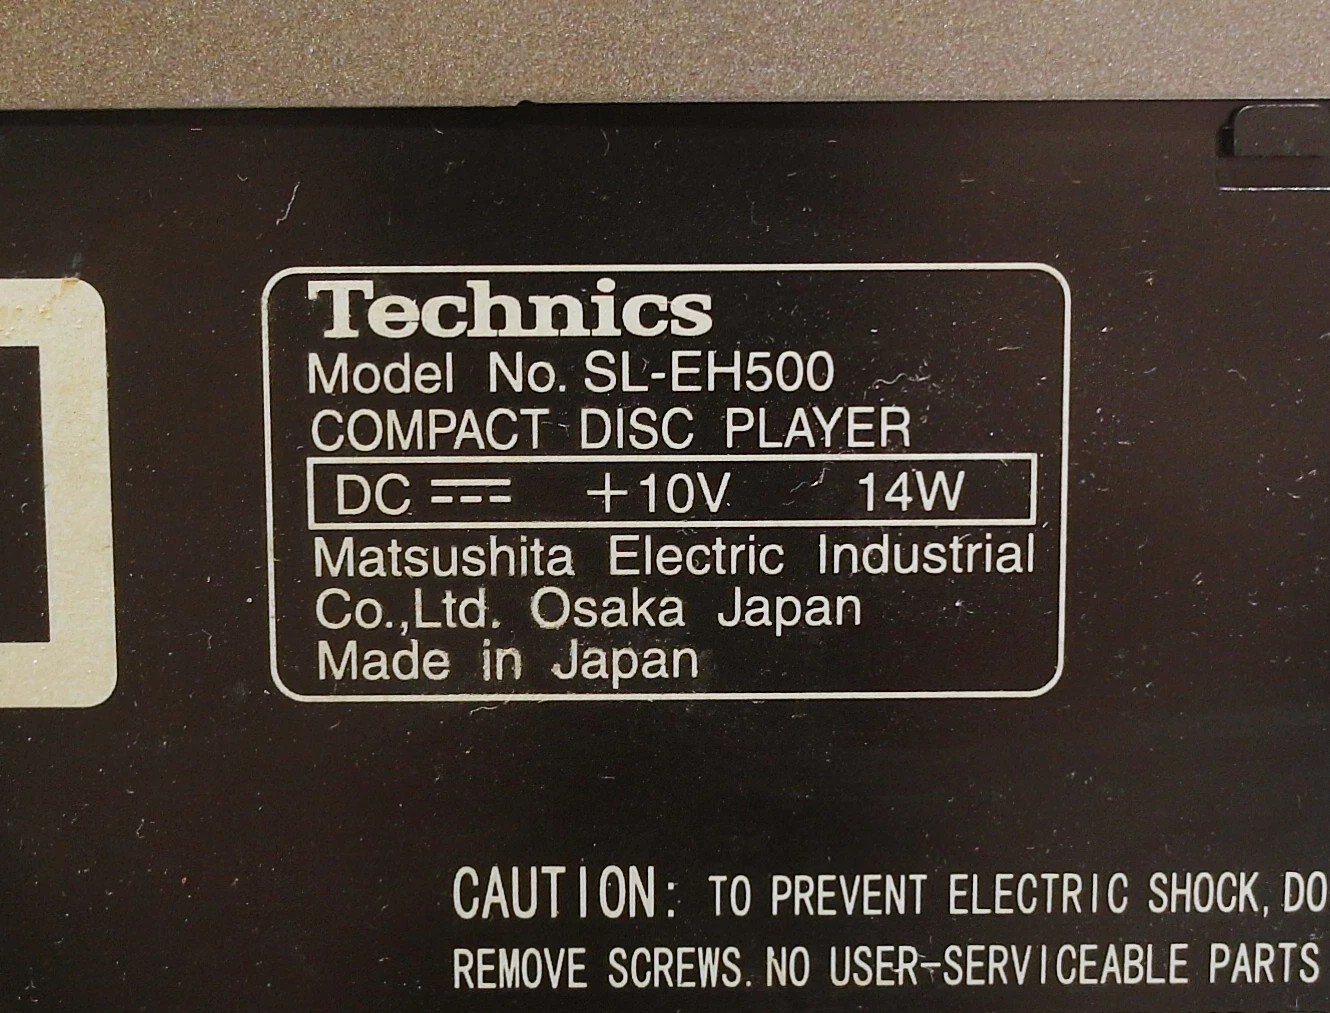 Technics
Model No. SL-EH500
COMPACT DISC PLAYER
DC +10V 14W
Matsushita Electric Industrial
Co.,Ltd. Osaka Japan
Made in Japan
CAUTION: TO PREVENT ELECTRIC SHOCK, DO
REMOVE SCREWS. NO USER-SERVICEABLE PARTS